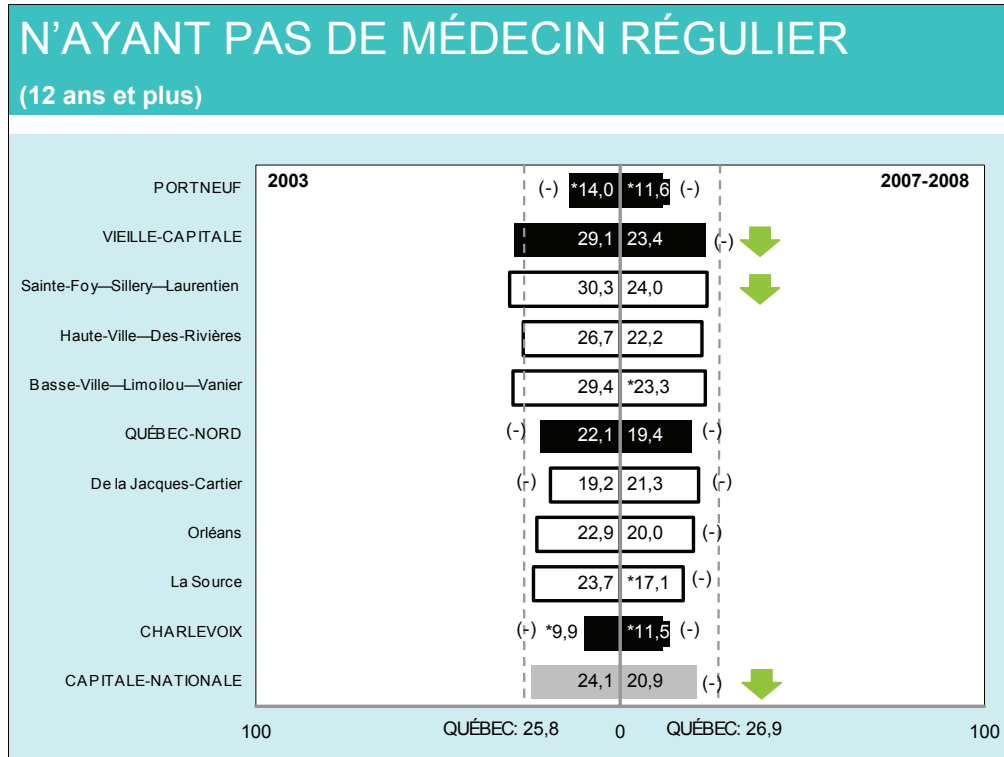 N'AYANT PAS DE MÉDECIN RÉGULIER
(12 ans et plus)
2003 2007-2008
PORTNEUF (-) *14,0 *11,6 (-)
VIEILLE-CAPITALE 29,1 23,4 (-)
Sainte-Foy—Sillery—Laurentien 30,3 24,0
Haute-Ville—Des-Rivières 26,7 22,2
Basse-Ville—Limoilou—Vanier 29,4 *23,3
QUÉBEC-NORD (-) 22,1 19,4 (-)
De la Jacques-Cartier (-) 19,2 21,3 (-)
Orléans 22,9 20,0 (-)
La Source 23,7 *17,1 (-)
CHARLEVOIX (-) *9,9 *11,5 (-)
CAPITALE-NATIONALE 24,1 20,9 (-)
100 QUÉBEC: 25,8 0 QUÉBEC: 26,9 100